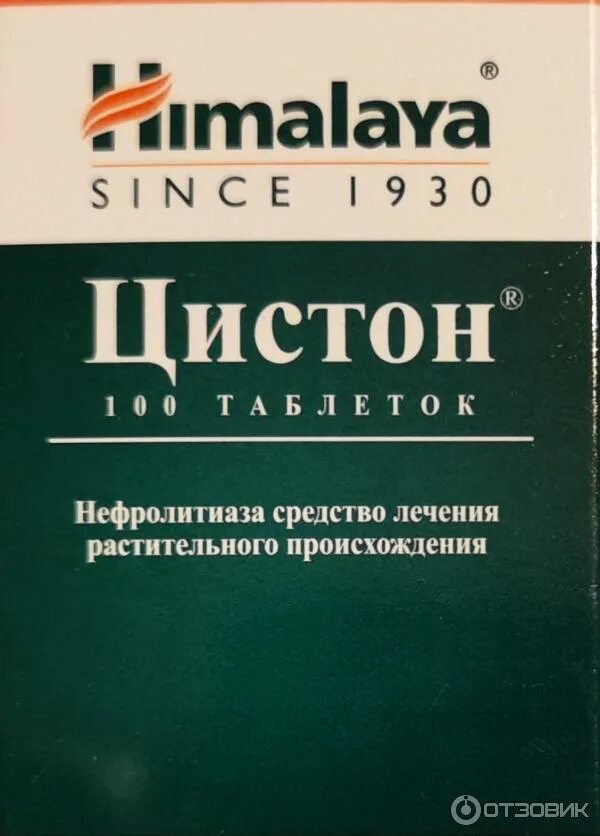 Himalaya®
SINCE 1930
Цистон®
100 ТАБЛЕТОК
Нефролитиаза средство лечения
растительного происхождения
ОТЗОВИК